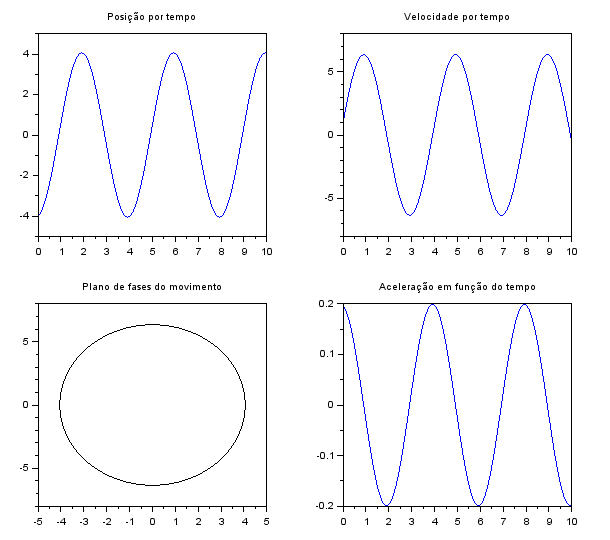 Posição por tempo
4
2
0
-2
-4
0 1 2 3 4 5 6 7 8 9 10
Velocidade por tempo
5
0
-5
0 1 2 3 4 5 6 7 8 9 10
Plano de fases do movimento
5
0
-5
-5 -4 -3 -2 -1 0 1 2 3 4 5
Aceleração em função do tempo
0.2
0.1
0
-0.1
-0.2
0 1 2 3 4 5 6 7 8 9 10